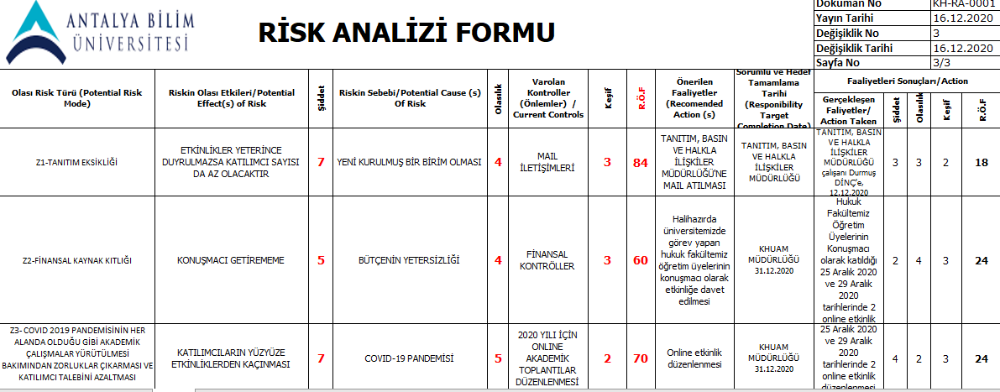 ANTALYA BİLİM
ÜNİVERSİTESİ
RİSK ANALİZİ FORMU
Doküman No KH-RA-0001
Yayın Tarihi 16.12.2020
Değişiklik No 3
Değişiklik Tarihi 16.12.2020
Sayfa No 3/3
Olası Risk Türü (Potential Risk
Mode)
Riskin Olası Etkileri/Potential
Effect(s) of Risk
Şiddet
Riskin Sebebi/Potential Cause (s)
Of Risk
Olasılık
Varolan
Kontroller
(Önlemler) /
Current Controls
Keşif
R.Ö.F
Önerilen
Faaliyetler
(Recomended
Action (s)
Sorumlu ve Hedef
Tamamlama
Tarihi
(Responibility
Target
Completion Date)
Faaliyetleri Sonuçları/Action
Gerçekleşen
Faliyetler/
Action Taken
Şiddet
Olasılık
Keşif
R.Ö.F
Z1-TANITIM EKSİKLİĞİ
ETKİNLİKLER YETERİNCE
DUYRULMAZSA KATILIMCI SAYISI
DA AZ OLACAKTIR
7
YENİ KURULMUŞ BİR BİRİM OLMASI
4
MAIL
İLETİŞİMLERİ
3
84
TANITIM, BASIN
VE HALKLA
İLİŞKİLER
MÜDÜRLÜĞÜ'NE
MAIL ATILMASI
TANITIM, BASIN
VE HALKLA
İLİŞKİLER
MÜDÜRLÜĞÜ
TANITIM, BASIN
VE HALKLA
İLİŞKİLER
MÜDÜRLÜĞÜ
çalışanı Durmuş
DİNÇ'e,
12.12.2020
3
3
2
18
Z2-FİNANSAL KAYNAK KITLIĞI
KONUŞMACI GETİREMEME
5
BÜTÇENİN YETERSİZLİĞİ
4
FİNANSAL
KONTRÖLLER
3
60
Halihazırda
üniversitemizde
görev yapan
hukuk fakültemiz
öğretim üyelerinin
konuşmacı olarak
etkinliğe davet
edilmesi
KHUAM
MÜDÜRLÜĞÜ
31.12.2020
Hukuk
Fakültemiz
Öğretim
Üyelerinin
Konuşmacı
olarak katıldığı
25 Aralık 2020
ve 29 Aralık
2020
tarihlerinde 2
online etkinlik
2
4
3
24
Z3- COVID 2019 PANDEMİSİNİN HER
ALANDA OLDUĞU GİBİ AKADEMİK
ÇALIŞMALAR YÜRÜTÜLMESİ
BAKIMINDAN ZORLUKLAR ÇIKARMASI VE
KATILIMCI TALEBİNİ AZALTMASI
KATILIMCILARIN YÜZYÜZE
ETKİNLİKLERDEN KAÇINMASI
7
COVID-19 PANDEMİSİ
5
2020 YILI İÇİN
ONLINE
AKADEMİK
TOPLANTILAR
DÜZENLENMESİ
2
70
Online etkinlik
düzenlenmesi
KHUAM
MÜDÜRLÜĞÜ
31.12.2020
25 Aralık 2020
ve 29 Aralık
2020
tarihlerinde 2
online etkinlik
düzenlenmesi
4
2
3
24